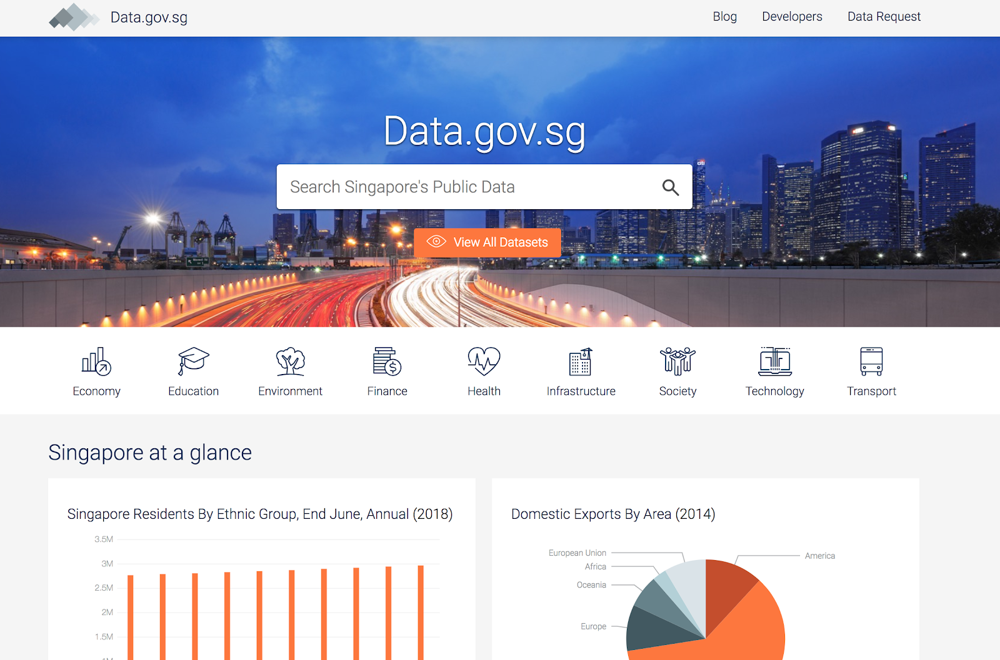 Data.gov.sg
Blog Developers Data Request
Data.gov.sg
citi
Search Singapore's Public Data
View All Datasets
ERP
Economy Education Environment Finance Health Infrastructure Society Technology Transport
Singapore at a glance
Singapore Residents By Ethnic Group, End June, Annual (2018)
3.5M
3M
2.5M
2M
1.5M
1M
Domestic Exports By Area (2014)
European Union
America
Africa
Oceania
Europe